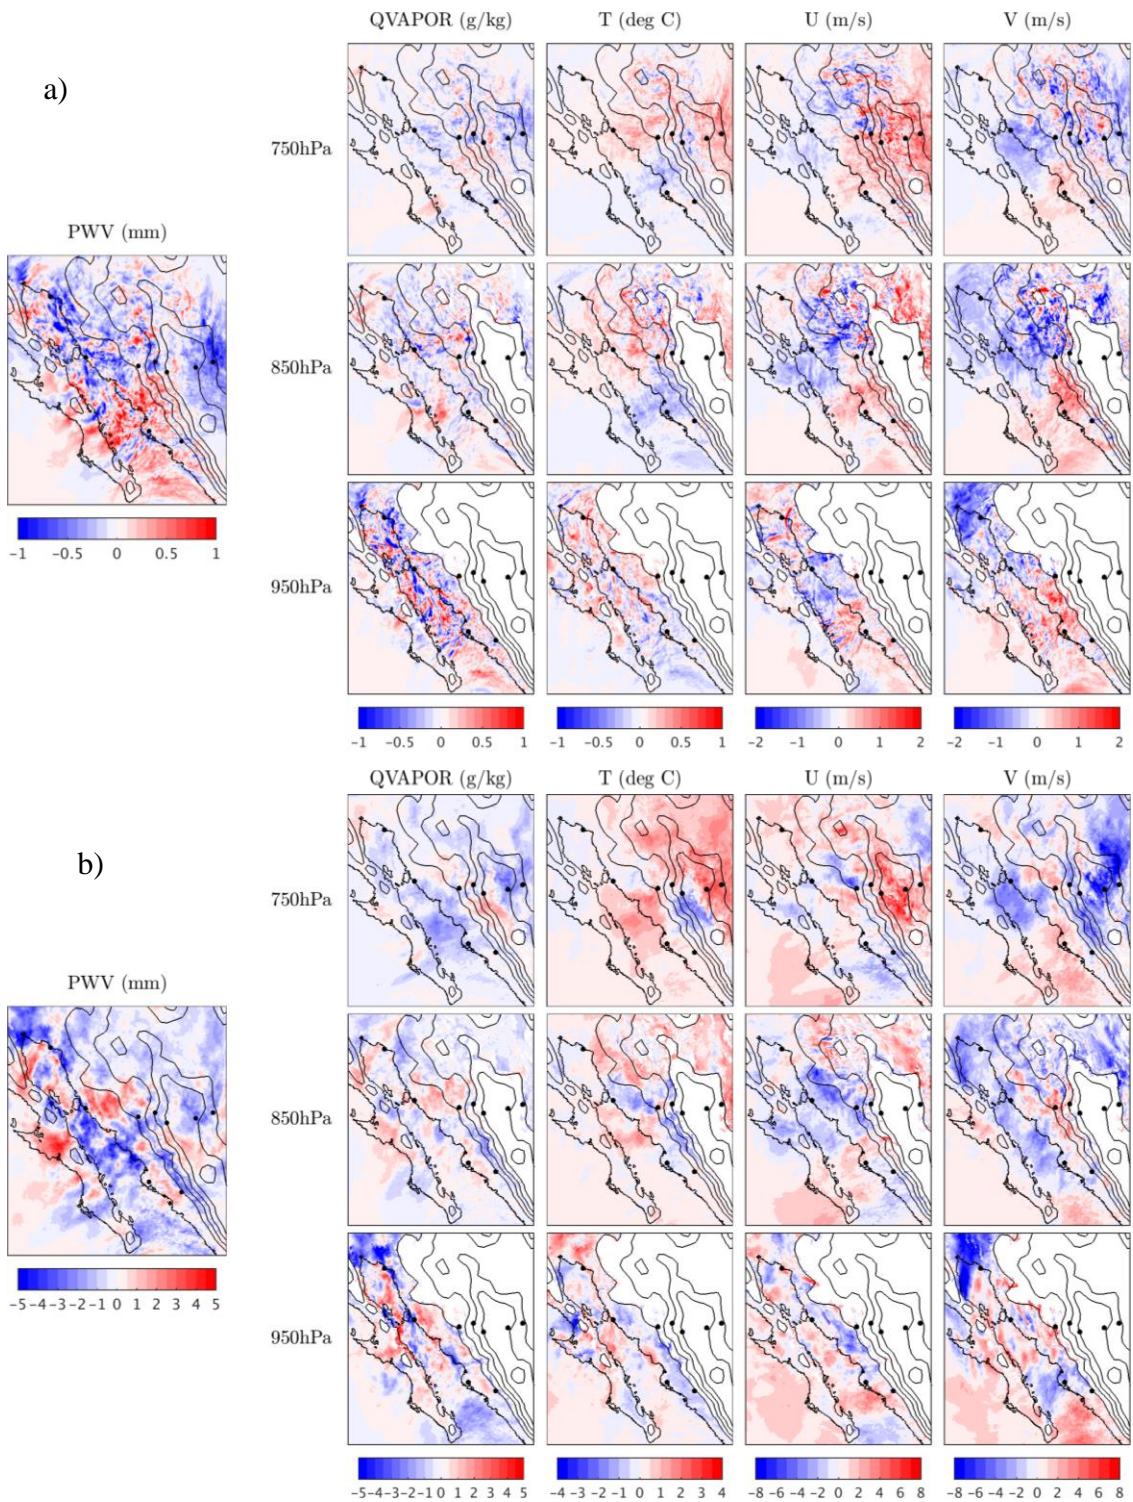 QVAPOR (g/kg) T (deg C) U (m/s) V (m/s)
a)
750hPa
PWV (mm)
850hPa
−1 −0.5 0 0.5 1
950hPa
−1 −0.5 0 0.5 1 −1 −0.5 0 0.5 1 −2 −1 0 1 2 −2 −1 0 1 2
QVAPOR (g/kg) T (deg C) U (m/s) V (m/s)
b)
750hPa
PWV (mm)
850hPa
−5−4−3−2−1 0 1 2 3 4 5
950hPa
−5−4−3−2−1 0 1 2 3 4 5 −4 −3 −2 −1 0 1 2 3 4 −8 −6 −4 −2 0 2 4 6 8 −8 −6 −4 −2 0 2 4 6 8